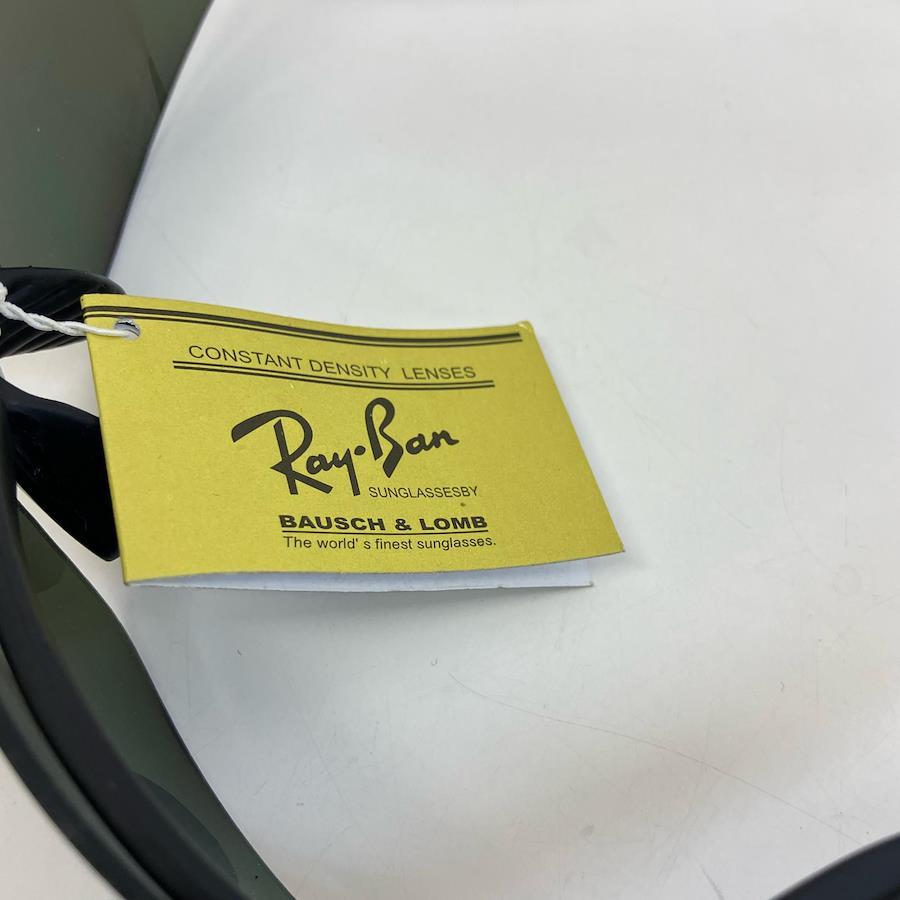 CONSTANT DENSITY LENSES
Ray-Ban
SUNGLASSESBY
BAUSCH & LOMB
The world' s finest sunglasses.